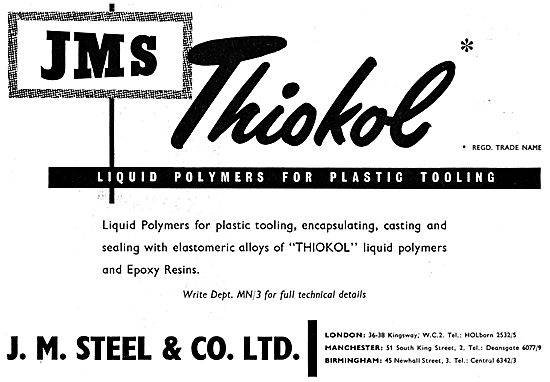 JMS
Thiokol *
* REGD. TRADE NAME
LIQUID POLYMERS FOR PLASTIC TOOLING
Liquid Polymers for plastic tooling, encapsulating, casting and
sealing with elastomeric alloys of "THIOKOL" liquid polymers
and Epoxy Resins.
Write Dept. MN/3 for full technical details
J. M. STEEL & CO. LTD.
LONDON: 36-38 Kingsway, W.C.2. Tel.: HOLborn 2532/5
MANCHESTER: 51 South King Street, 2. Tel.: Deansgate 6077/9
BIRMINGHAM: 45 Newhall Street, 3. Tel.: Central 6342/3